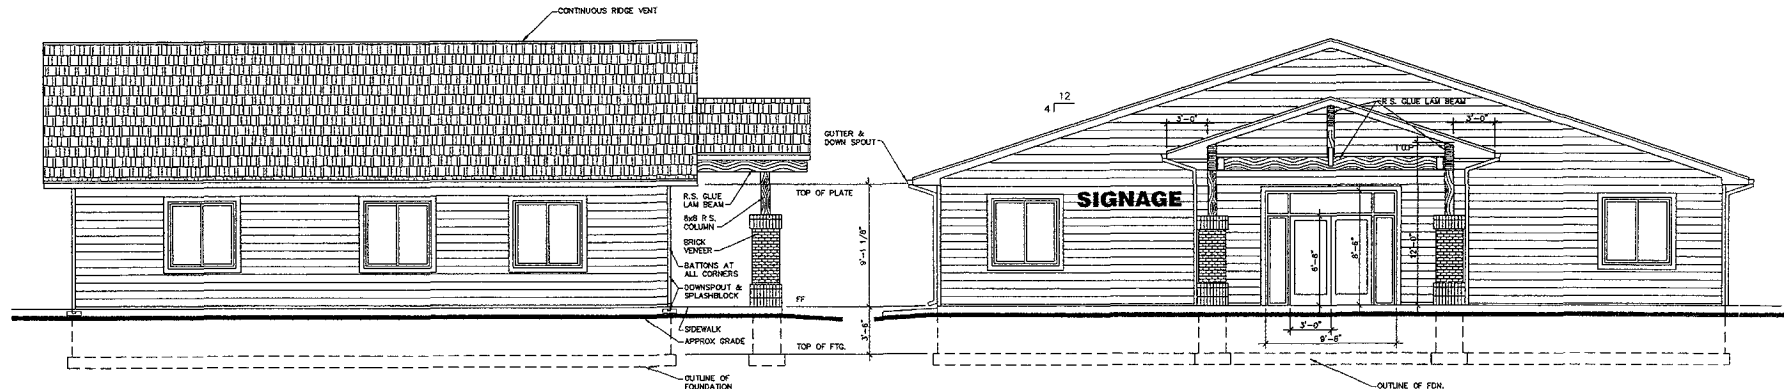 CONTINUOUS RIDGE VENT
12
4
R.S. GLUE LAM BEAM
3'-0"
3'-0"
GUTTER &
DOWN SPOUT
T.O.P
TOP OF PLATE
R.S. GLUE
LAM BEAM
8x8 R.S.
COLUMN
SIGNAGE
BRICK
VENEER
9'-1 1/8"
6'-8"
8'-6"
12'-0"
BATTONS AT
ALL CORNERS
DOWNSPOUT &
SPLASHBLOCK
FF
SIDEWALK
3'-0"
APPROX GRADE
3'-6"
9'-6"
TOP OF FTG.
OUTLINE OF
FOUNDATION
OUTLINE OF FDN.